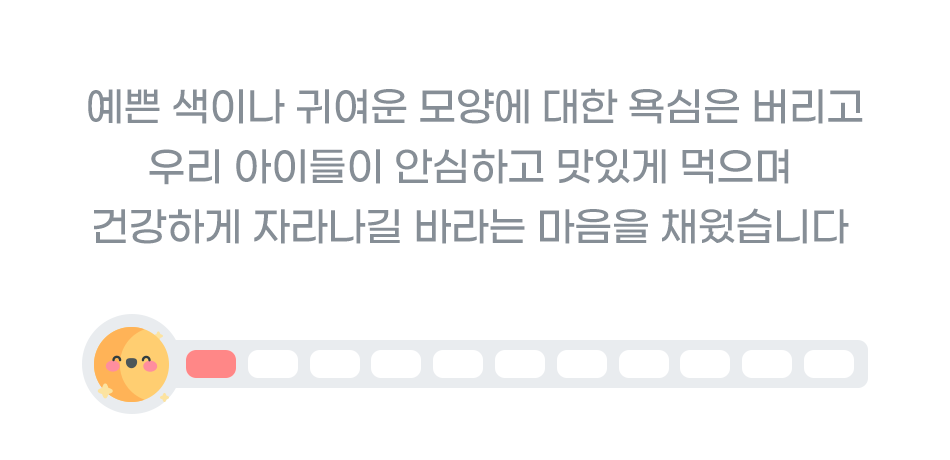 예쁜 색이나 귀여운 모양에 대한 욕심은 버리고
우리 아이들이 안심하고 맛있게 먹으며
건강하게 자라나길 바라는 마음을 채웠습니다